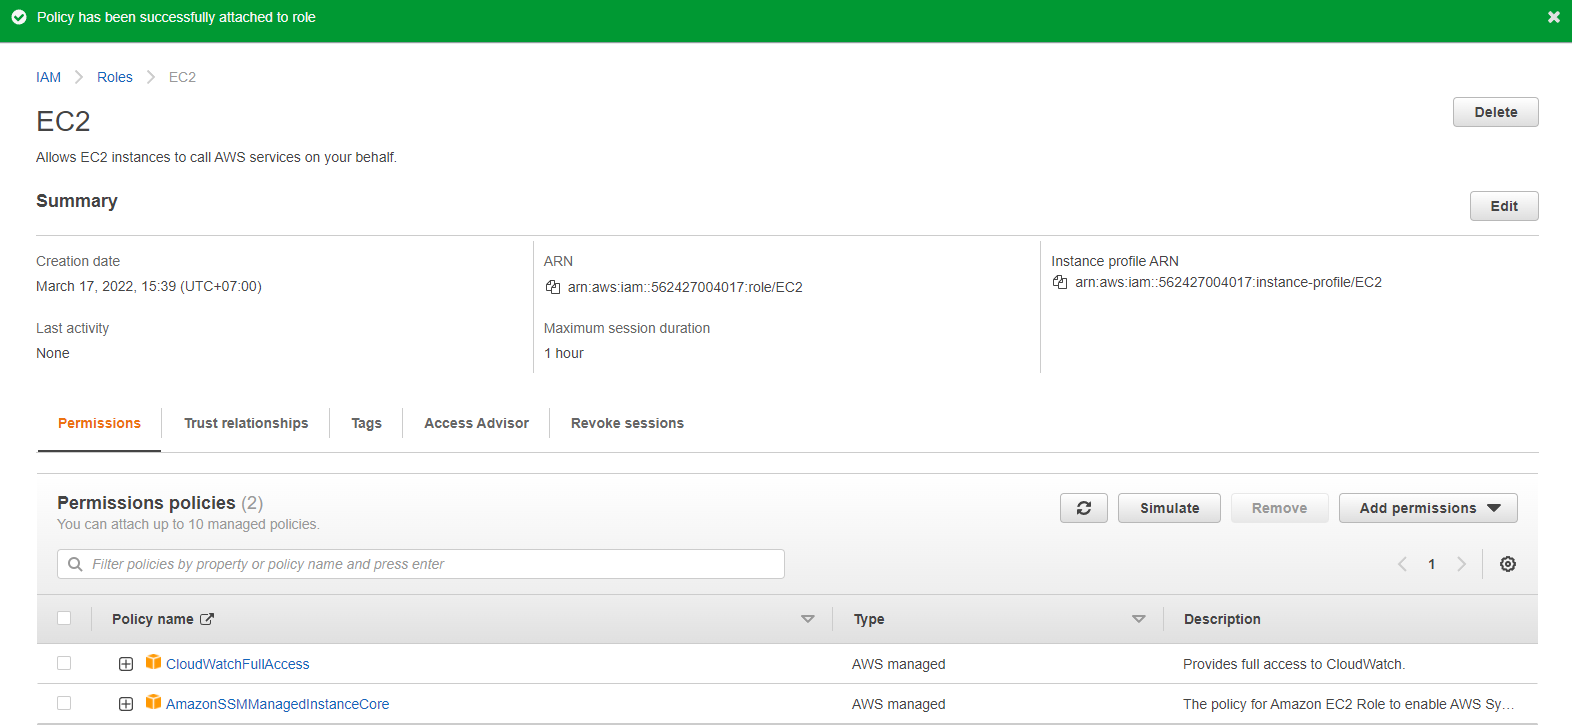 Policy has been successfully attached to role
IAM Roles EC2
EC2
Delete
Allows EC2 instances to call AWS services on your behalf.
Summary
Edit
Creation date
March 17, 2022, 15:39 (UTC+07:00)
ARN
arn:aws:iam::562427004017:role/EC2
Instance profile ARN
arn:aws:iam::562427004017:instance-profile/EC2
Last activity
None
Maximum session duration
1 hour
Permissions Trust relationships Tags Access Advisor Revoke sessions
Permissions policies (2)
You can attach up to 10 managed policies.
Simulate Remove Add permissions
Filter policies by property or policy name and press enter
1
Policy name Type Description
CloudWatchFullAccess AWS managed Provides full access to CloudWatch.
AmazonSSMManagedInstanceCore AWS managed The policy for Amazon EC2 Role to enable AWS Sy…